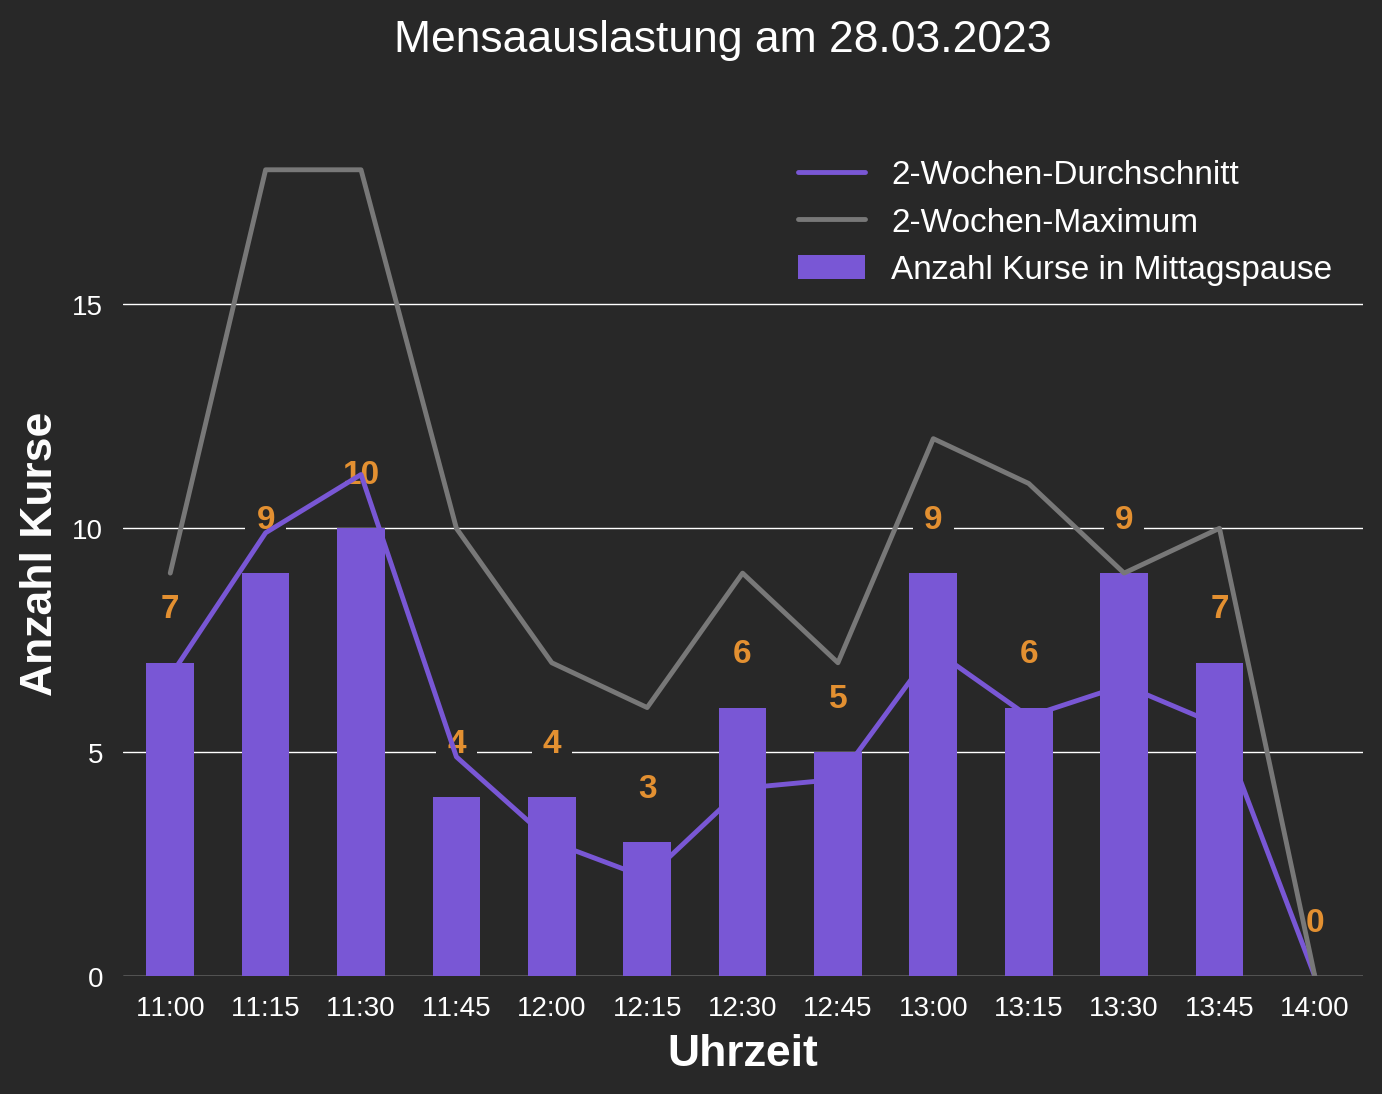 Mensaauslastung am 28.03.2023
2-Wochen-Durchschnitt
2-Wochen-Maximum
Anzahl Kurse in Mittagspause
Anzahl Kurse
15
10
5
0
7
9
10
4
4
3
6
5
9
6
9
7
0
11:00 11:15 11:30 11:45 12:00 12:15 12:30 12:45 13:00 13:15 13:30 13:45 14:00
Uhrzeit